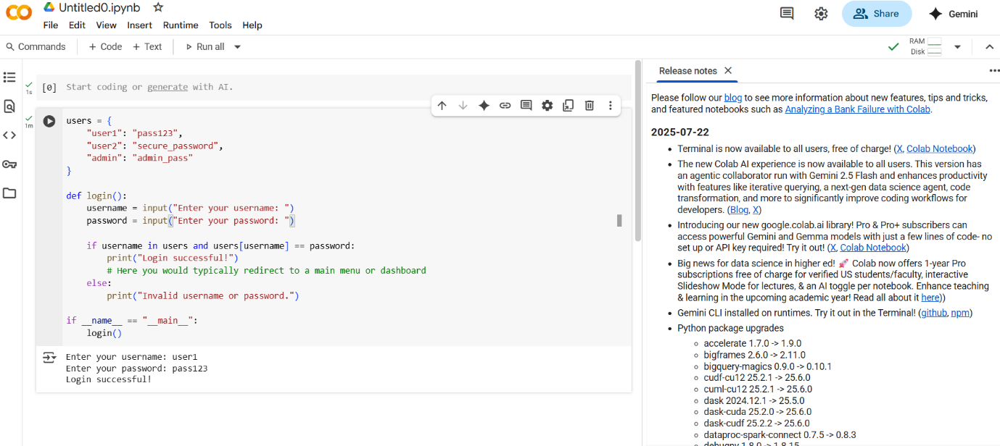 CO Untitled0.ipynb
File Edit View Insert Runtime Tools Help
Share
Gemini
Commands + Code + Text Run all
RAM
Disk
1s
[0] Start coding or generate with AI.
1m
users = {
    "user1": "pass123",
    "user2": "secure_password",
    "admin": "admin_pass"
}
def login():
    username = input("Enter your username: ")
    password = input("Enter your password: ")
    if username in users and users[username] == password:
        print("Login successful!")
        # Here you would typically redirect to a main menu or dashboard
    else:
        print("Invalid username or password.")
if __name__ == "__main__":
    login()
Enter your username: user1
Enter your password: pass123
Login successful!
Release notes
Please follow our blog to see more information about new features, tips and tricks,
and featured notebooks such as Analyzing a Bank Failure with Colab.
2025-07-22
Terminal is now available to all users, free of charge! (X, Colab Notebook)
The new Colab AI experience is now available to all users. This version has
an agentic collaborator run with Gemini 2.5 Flash and enhances productivity
with features like iterative querying, a next-gen data science agent, code
transformation, and more to significantly improve coding workflows for
developers. (Blog, X)
Introducing our new google.colab.ai library! Pro & Pro+ subscribers can
access powerful Gemini and Gemma models with just a few lines of code- no
set up or API key required! Try it out! (X, Colab Notebook)
Big news for data science in higher ed! 🚀 Colab now offers 1-year Pro
subscriptions free of charge for verified US students/faculty, interactive
Slideshow Mode for lectures, & an AI toggle per notebook. Enhance teaching
& learning in the upcoming academic year! Read all about it here))
Gemini CLI installed on runtimes. Try it out in the Terminal! (github, npm)
Python package upgrades
accelerate 1.7.0 -> 1.9.0
bigframes 2.6.0 -> 2.11.0
bigquery-magics 0.9.0 -> 0.10.1
cudf-cu12 25.2.1 -> 25.6.0
cuml-cu12 25.2.1 -> 25.6.0
dask 2024.12.1 -> 25.5.0
dask-cuda 25.2.0 -> 25.6.0
dask-cudf 25.2.2 -> 25.6.0
dataproc-spark-connect 0.7.5 -> 0.8.3
debugpy 1.8.0 -> 1.8.15